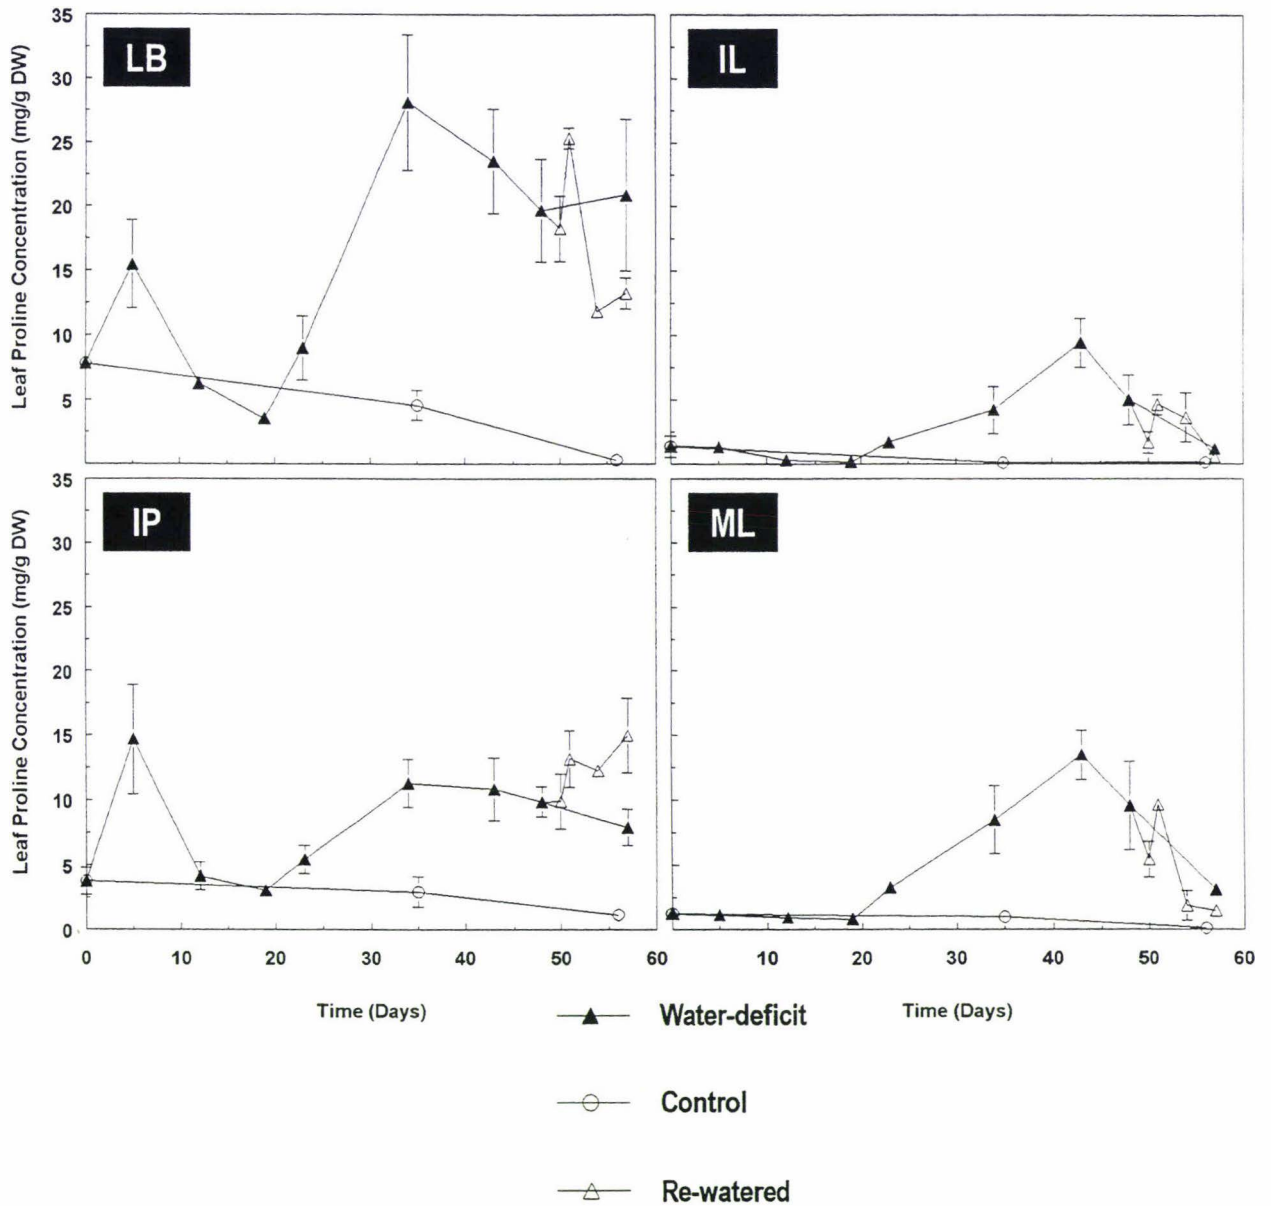 35
30
25
20
15
10
5
Leaf Proline Concentration (mg/g DW)
LB
IL
35
30
25
20
15
10
5
0
Leaf Proline Concentration (mg/g DW)
IP
ML
0 10 20 30 40 50 60 10 20 30 40 50 60
Time (Days) Time (Days)
Water-deficit
Control
Re-watered